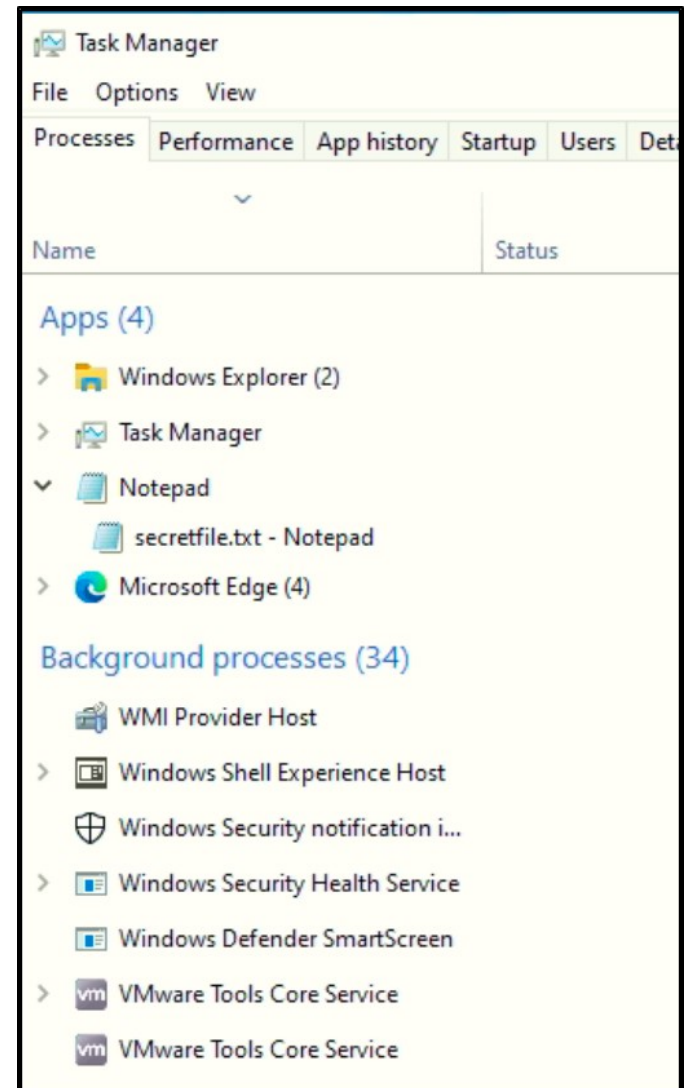 Task Manager
File Options View
Processes Performance App history Startup Users
Name Status
Apps (4)
Windows Explorer (2)
Task Manager
Notepad
secretfile.txt - Notepad
Microsoft Edge (4)
Background processes (34)
WMI Provider Host
Windows Shell Experience Host
Windows Security notification i...
Windows Security Health Service
Windows Defender SmartScreen
vm VMware Tools Core Service
vm VMware Tools Core Service